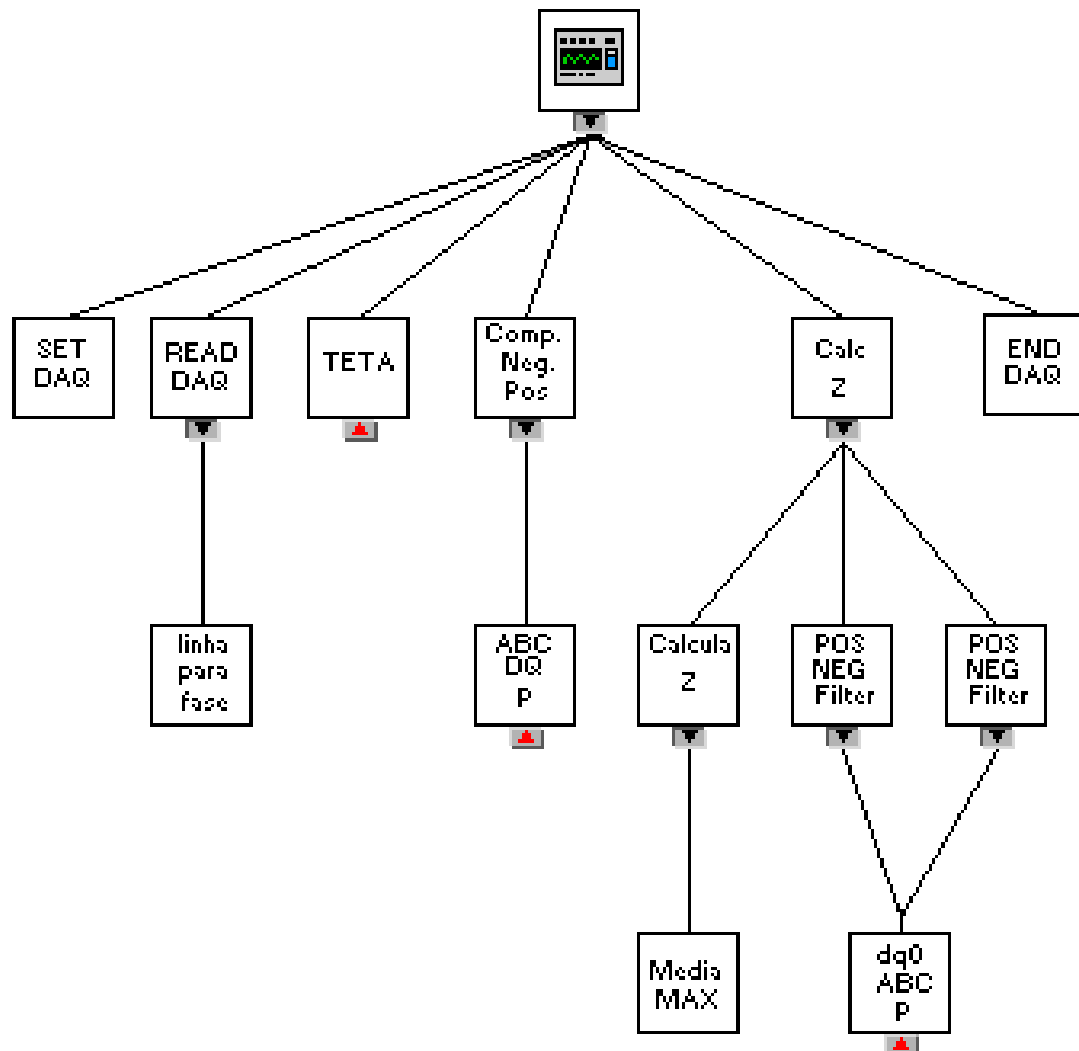 SET
DAQ
READ
DAQ
TETA
Comp.
Neg.
Pos
Calc
Z
END
DAQ
linha
para
fase
ABC
DQ
P
Calcula
Z
POS
NEG
Filter
POS
NEG
Filter
Media
MAX
dq0
ABC
P